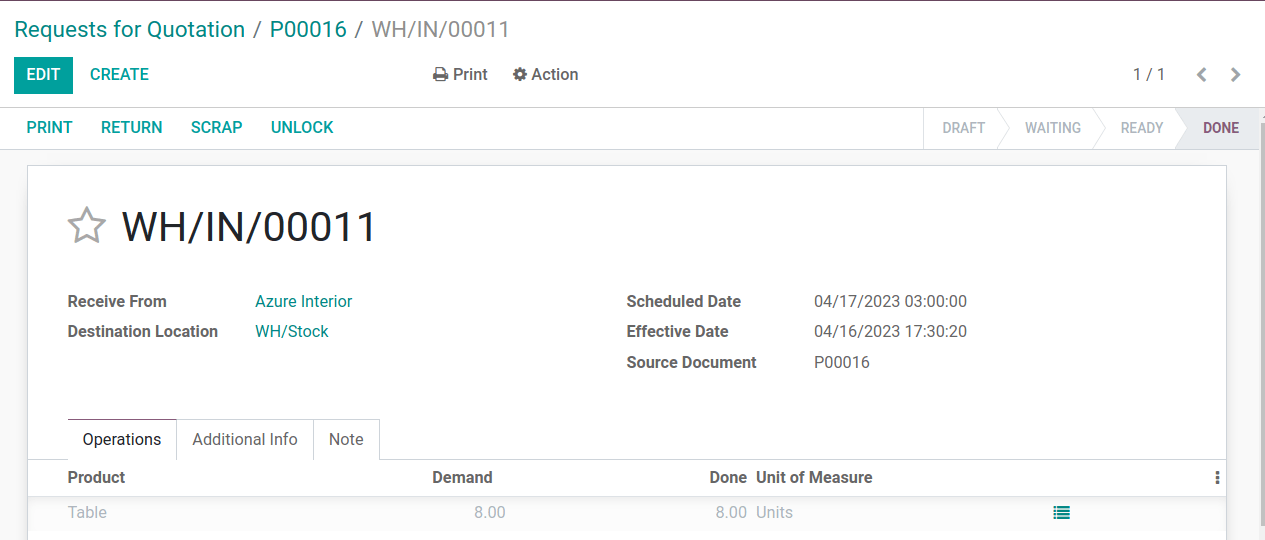 Requests for Quotation / P00016 / WH/IN/00011
EDIT CREATE Print Action 1 / 1
PRINT RETURN SCRAP UNLOCK DRAFT WAITING READY DONE
WH/IN/00011
Receive From Azure Interior Scheduled Date 04/17/2023 03:00:00
Destination Location WH/Stock Effective Date 04/16/2023 17:30:20
Source Document P00016
Operations Additional Info Note
Product Demand Done Unit of Measure
Table 8.00 8.00 Units